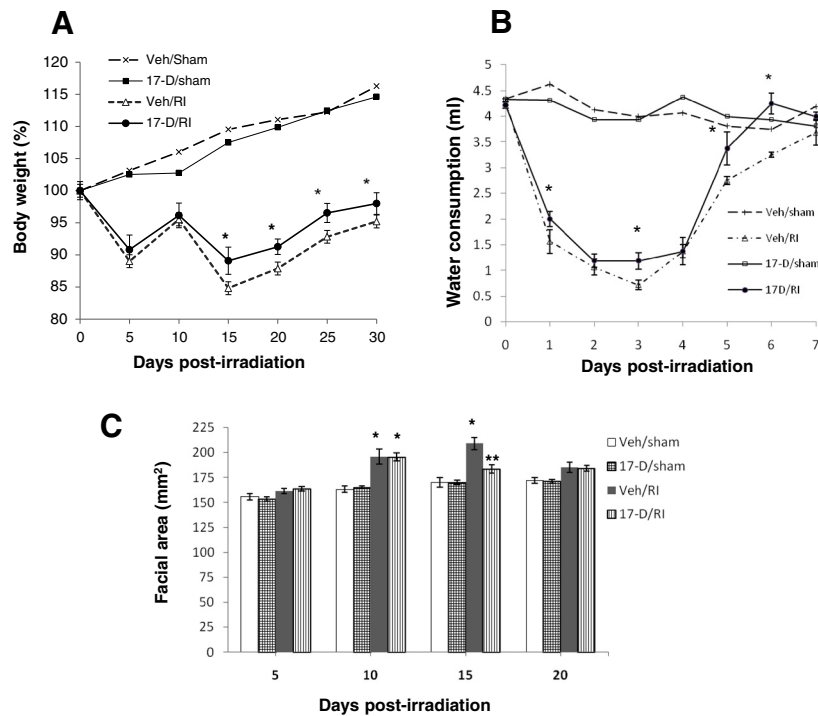 A
Veh/Sham
17-D/sham
Veh/RI
17-D/RI
120
115
110
105
100
95
90
85
80
Body weight (%)
* * * *
0 5 10 15 20 25 30
Days post-irradiation
B
5
4.5
4
3.5
3
2.5
2
1.5
1
0.5
0
Water consumption (ml)
* * * *
Veh/sham
Veh/RI
17-D/sham
17D/RI
0 1 2 3 4 5 6 7
Days post-irradiation
C
225
200
175
150
125
100
75
50
25
0
Facial area (mm²)
* * * **
Veh/sham
17-D/sham
Veh/RI
17-D/RI
5 10 15 20
Days post-irradiation